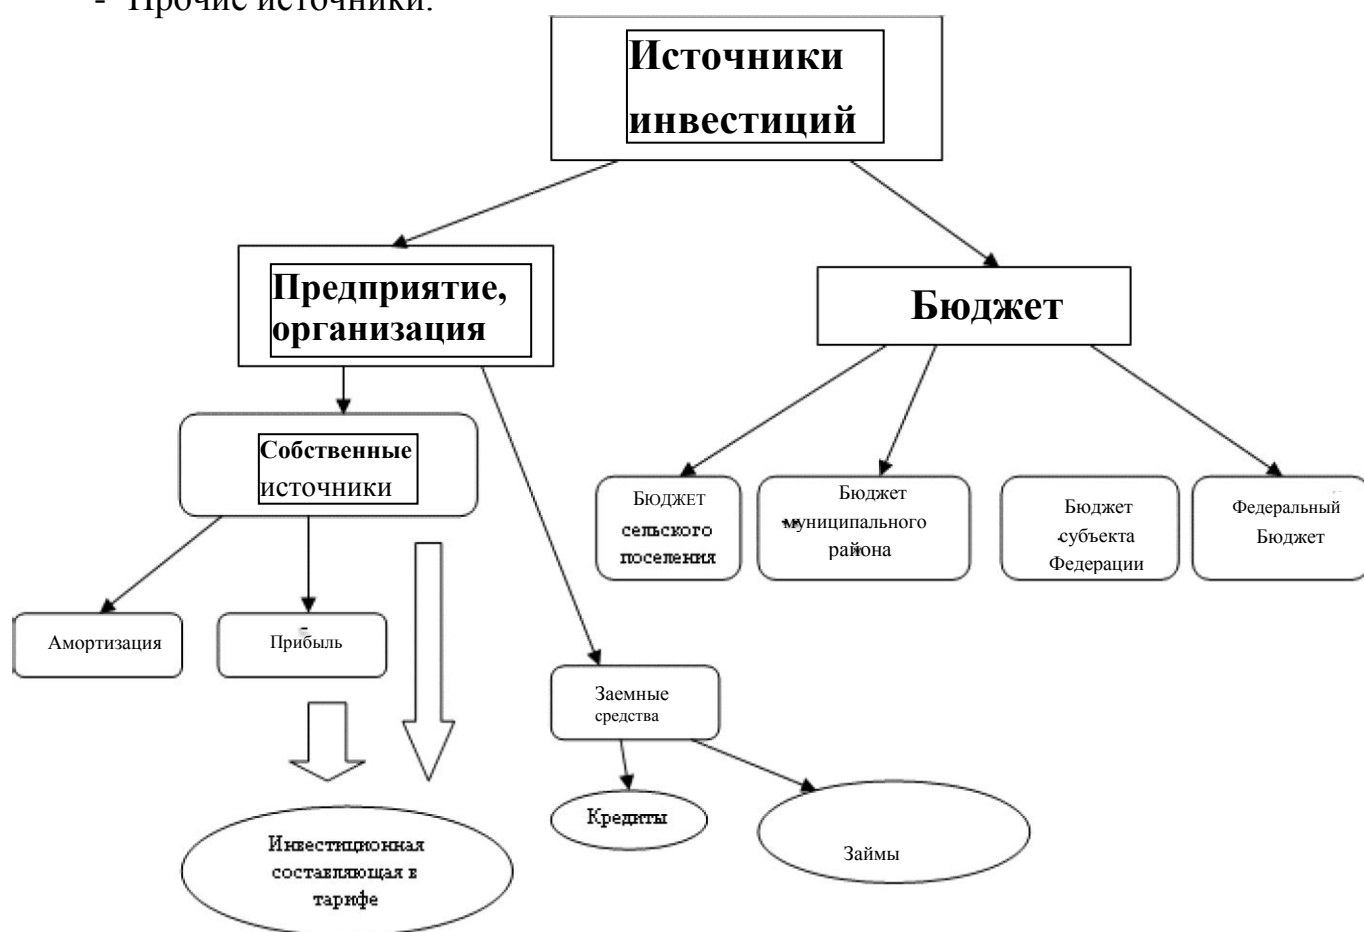 - Прочие источники.
Источники
инвестиций
Предприятие,
организация
Бюджет
Собственные
источники
БЮДЖЕТ
сельского
поселения
Бюджет
муниципального
района
Бюджет
субъекта
Федерации
Федеральный
Бюджет
Амортизация
Прибыль
Заемные
средства
Кредиты
Займы
Инвестиционная
составляющая в
тарифе